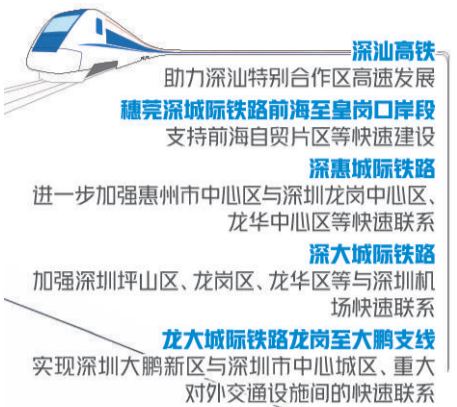 深汕高铁
助力深汕特别合作区高速发展
穗莞深城际铁路前海至皇岗口岸段
支持前海自贸片区等快速建设
深惠城际铁路
进一步加强惠州市中心区与深圳龙岗中心区、
龙华中心区等快速联系
深大城际铁路
加强深圳坪山区、龙岗区、龙华区等与深圳机
场快速联系
龙大城际铁路龙岗至大鹏支线
实现深圳大鹏新区与深圳市中心城区、重大
对外交通设施间的快速联系